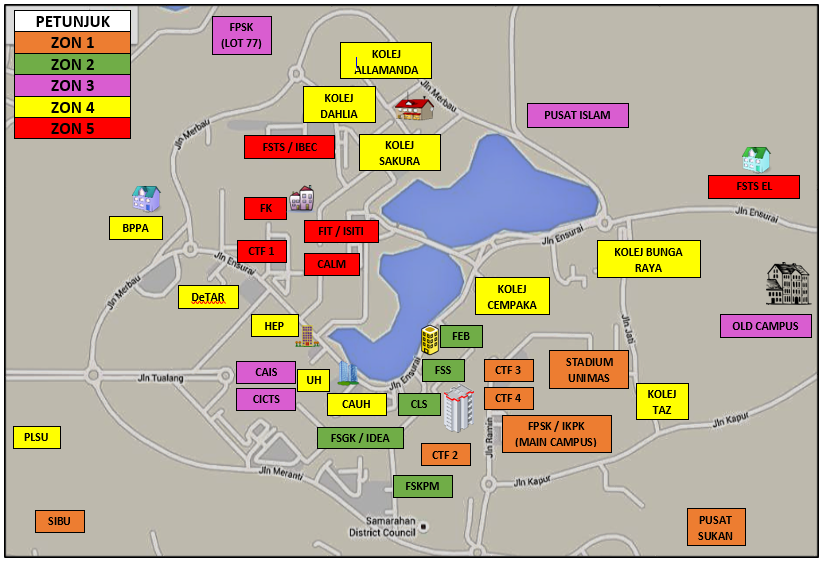 PETUNJUK
ZON 1
ZON 2
ZON 3
ZON 4
ZON 5
FPSK
(LOT 77)
KOLEJ
ALLAMANDA
Jln Merbau
KOLEJ
DAHLIA
PUSAT ISLAM
Jln Merbau
FSTS / IBEC
KOLEJ
SAKURA
FSTS EL
FK
BPPA
FIT / ISITI
Jln Ensurai
Jln Ensurai
CTF 1
Jln Ensurai
KOLEJ BUNGA
RAYA
CALM
Jln Merbau
DeTAR
KOLEJ
CEMPAKA
HEP
OLD CAMPUS
FEB
Jln Jati
CAIS
UH
Jln Tualang
Jln Ensurai
FSS
CTF 3
STADIUM
UNIMAS
CICTS
CAUH
CLS
CTF 4
KOLEJ
TAZ
PLSU
FSGK / IDEA
Jln Ramin
FPSK / IKPK
(MAIN CAMPUS)
Jln Kapur
CTF 2
Jln Meranti
FSKPM
Jln Kapur
SIBU
Samarahan
District Council
PUSAT
SUKAN